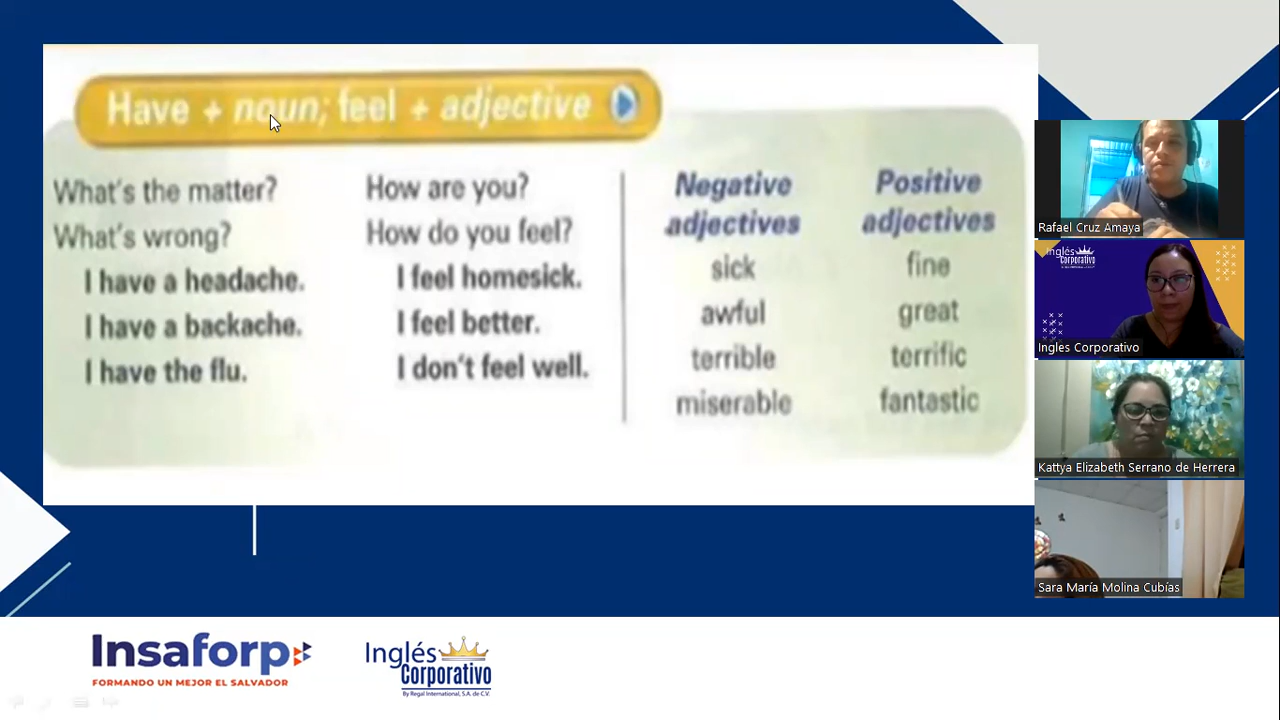 Have + noun; feel + adjective
What's the matter?
What's wrong?
I have a headache.
I have a backache.
I have the flu.
How are you?
How do you feel?
I feel homesick.
I feel better.
I don't feel well.
Negative
adjectives
sick
awful
terrible
miserable
Positive
adjectives
fine
great
terrific
fantastic
Rafael Cruz Amaya
Inglés
Corporativo
Ingles Corporativo
Kattya Elizabeth Serrano de Herrera
Sara María Molina Cubías
Insaforp
FORMANDO UN MEJOR EL SALVADOR
Inglés
Corporativo
By Regal International, S.A. de C.V.